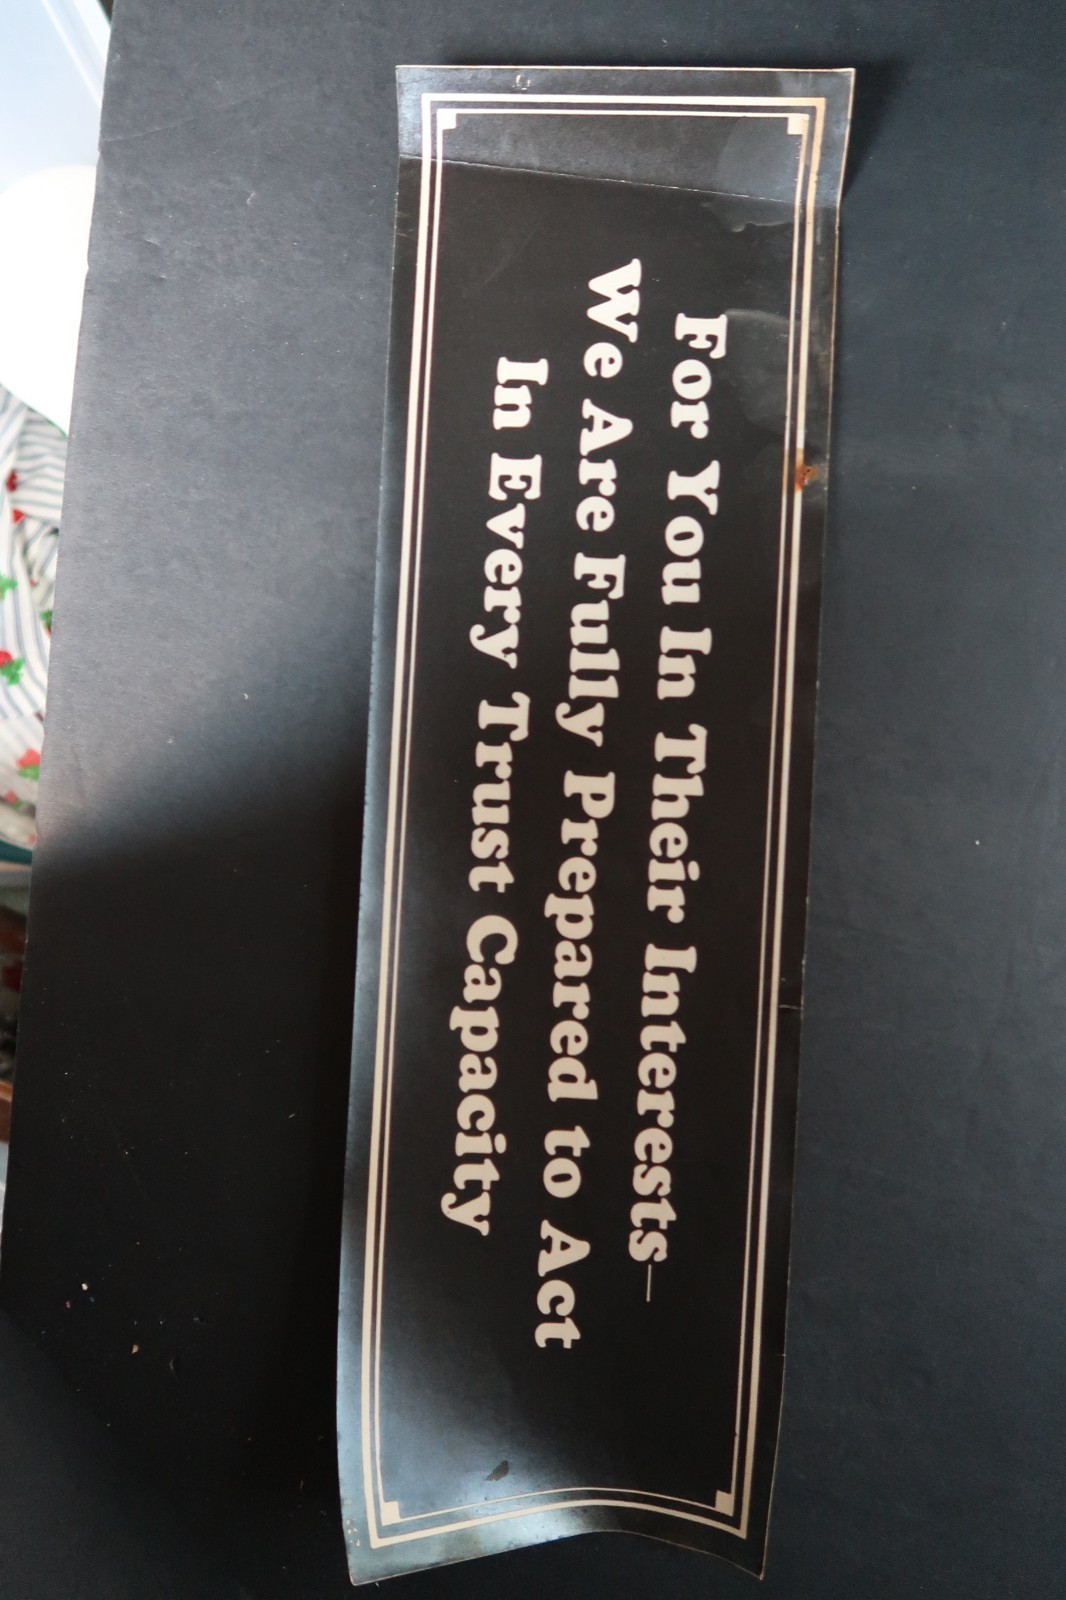 For You In Their Interests—
We Are Fully Prepared to Act
In Every Trust Capacity